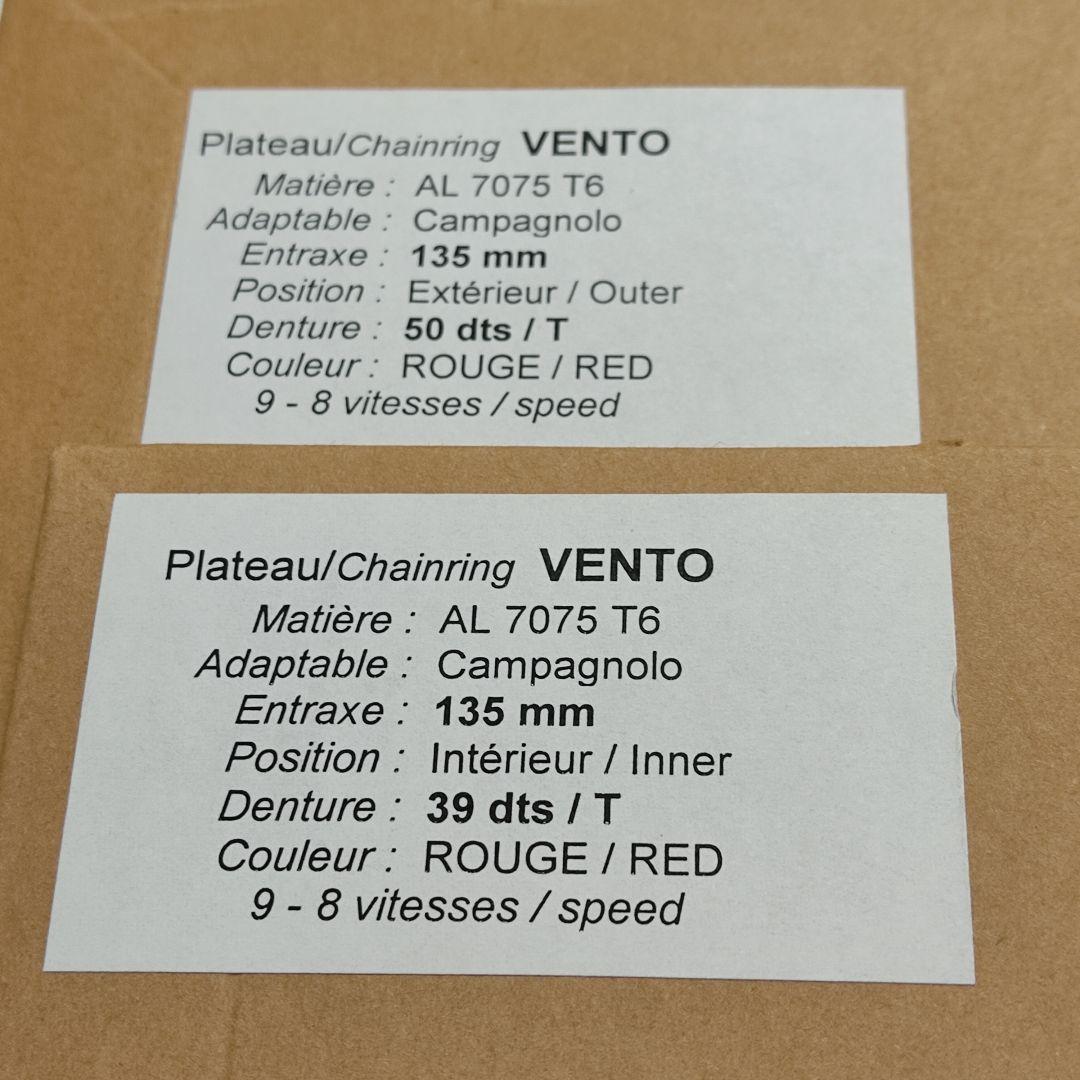 Plateau/Chainring VENTO
Matière : AL 7075 T6
Adaptable : Campagnolo
Entraxe : 135 mm
Position : Extérieur / Outer
Denture : 50 dts / T
Couleur : ROUGE / RED
9 - 8 vitesses / speed
Plateau/Chainring VENTO
Matière : AL 7075 T6
Adaptable : Campagnolo
Entraxe : 135 mm
Position : Intérieur / Inner
Denture : 39 dts / T
Couleur : ROUGE / RED
9 - 8 vitesses / speed